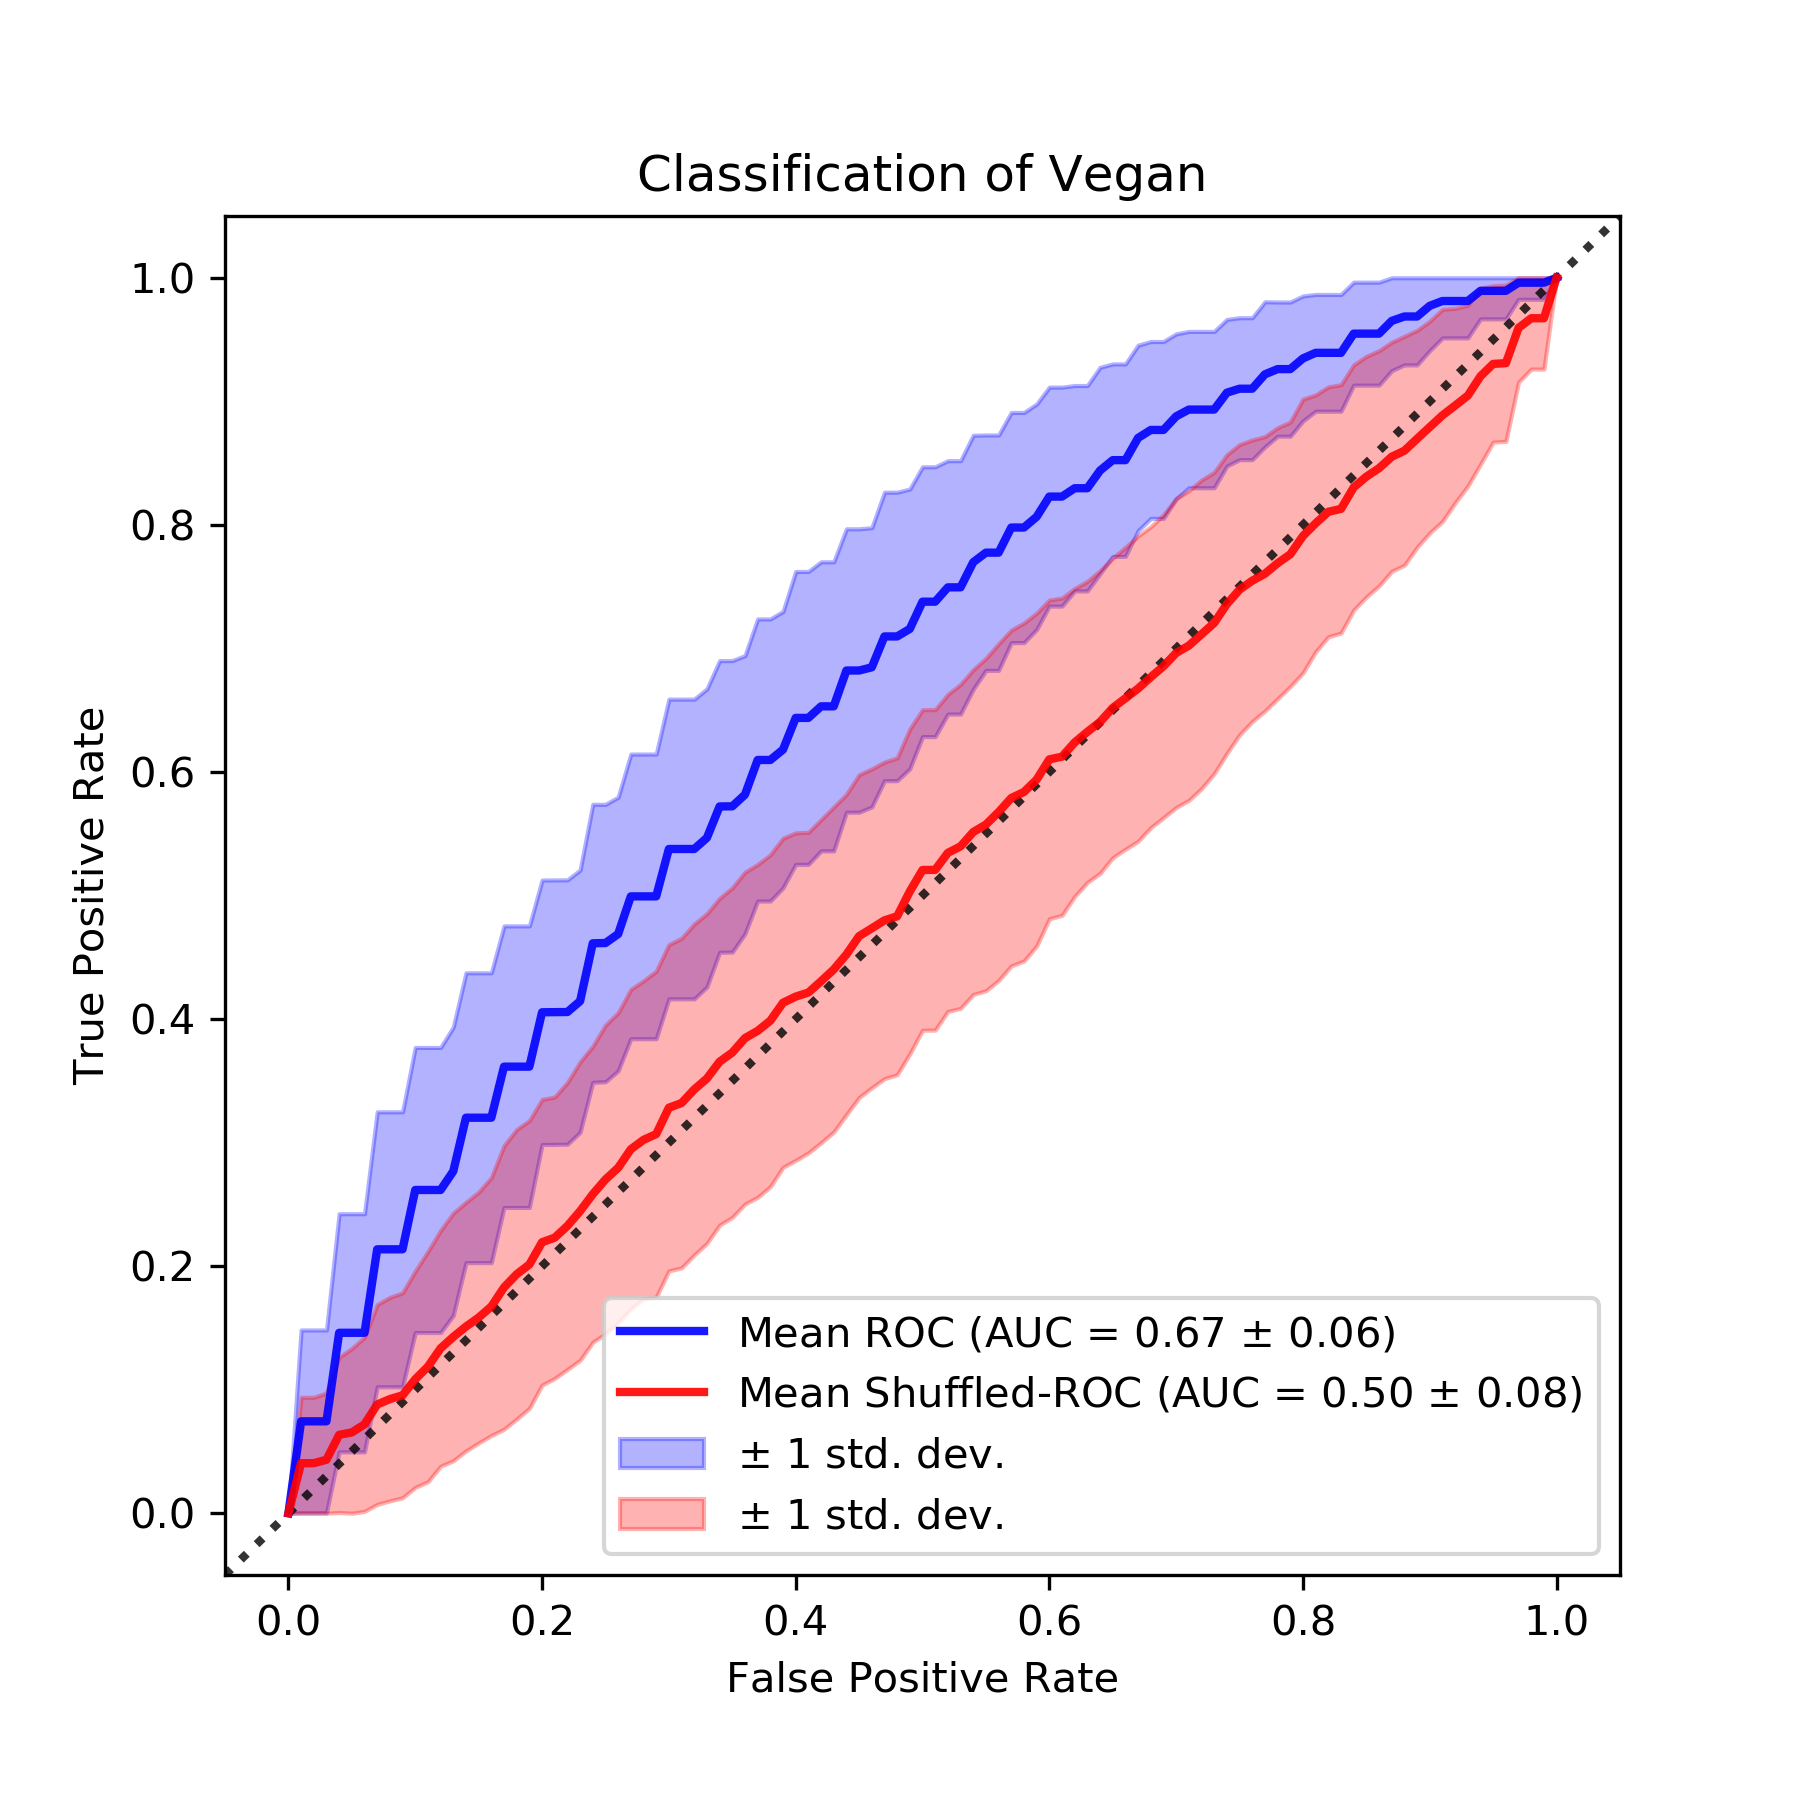 Classification of Vegan
1.0
0.8
0.6
0.4
0.2
0.0
True Positive Rate
Mean ROC (AUC = 0.67 ± 0.06)
Mean Shuffled-ROC (AUC = 0.50 ± 0.08)
± 1 std. dev.
± 1 std. dev.
0.0 0.2 0.4 0.6 0.8 1.0
False Positive Rate